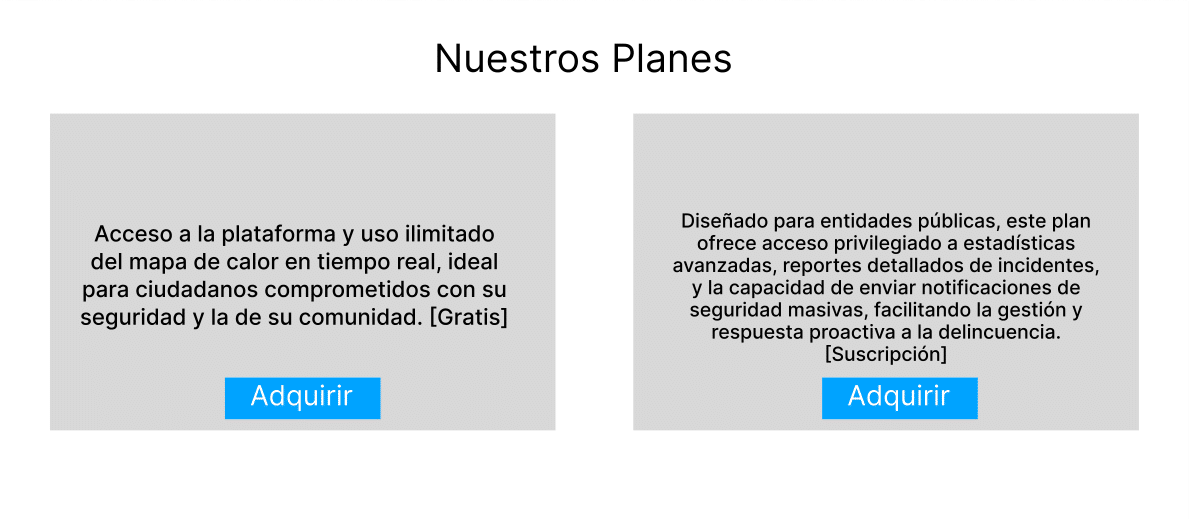 Nuestros Planes
Acceso a la plataforma y uso ilimitado
del mapa de calor en tiempo real, ideal
para ciudadanos comprometidos con su
seguridad y la de su comunidad. [Gratis]
Adquirir
Diseñado para entidades públicas, este plan
ofrece acceso privilegiado a estadísticas
avanzadas, reportes detallados de incidentes,
y la capacidad de enviar notificaciones de
seguridad masivas, facilitando la gestión y
respuesta proactiva a la delincuencia.
[Suscripción]
Adquirir